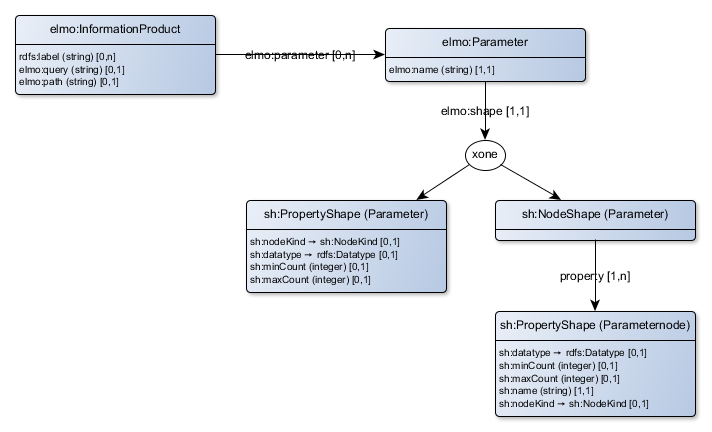 elmo:InformationProduct
rdfs:label (string) [0,n]
elmo:query (string) [0,1]
elmo:path (string) [0,1]
elmo:parameter [0,n]
elmo:Parameter
elmo:name (string) [1,1]
elmo:shape [1,1]
xone
sh:PropertyShape (Parameter)
sh:nodeKind → sh:NodeKind [0,1]
sh:datatype → rdfs:Datatype [0,1]
sh:minCount (integer) [0,1]
sh:maxCount (integer) [0,1]
sh:NodeShape (Parameter)
property [1,n]
sh:PropertyShape (Parameternode)
sh:datatype → rdfs:Datatype [0,1]
sh:minCount (integer) [0,1]
sh:maxCount (integer) [0,1]
sh:name (string) [1,1]
sh:nodeKind → sh:NodeKind [0,1]